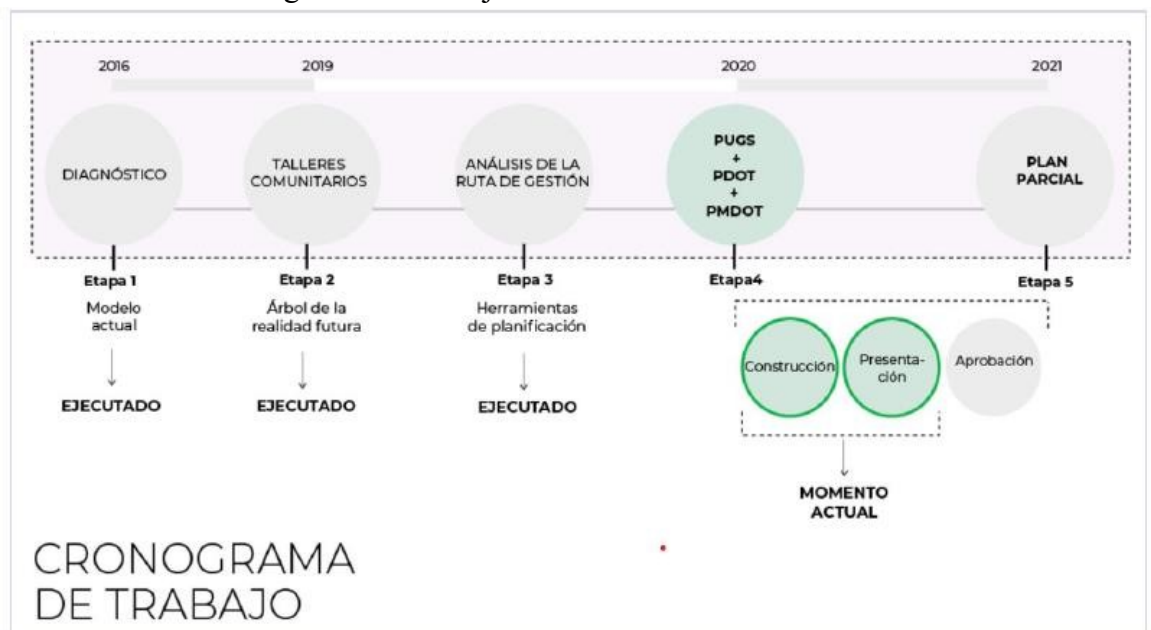 2016
2019
2020
2021
DIAGNÓSTICO
TALLERES
COMUNITARIOS
ANÁLISIS DE LA
RUTA DE GESTIÓN
PUGS
+
PDOT
+
PMDOT
PLAN
PARCIAL
Etapa 1
Etapa 2
Etapa 3
Etapa4
Etapa 5
Modelo
actual
Árbol de la
realidad futura
Herramientas
de planificación
Construcción
Presenta-
ción
Aprobación
EJECUTADO
EJECUTADO
EJECUTADO
MOMENTO
ACTUAL
CRONOGRAMA
DE TRABAJO